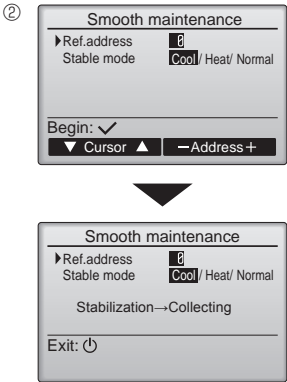 ②
Smooth maintenance
▶Ref.address 0
Stable mode Cool/ Heat/ Normal
Begin: ✓
▼ Cursor ▲ −Address+
Smooth maintenance
▶Ref.address 0
Stable mode Cool/ Heat/ Normal
Stabilization→Collecting
Exit: ⏻